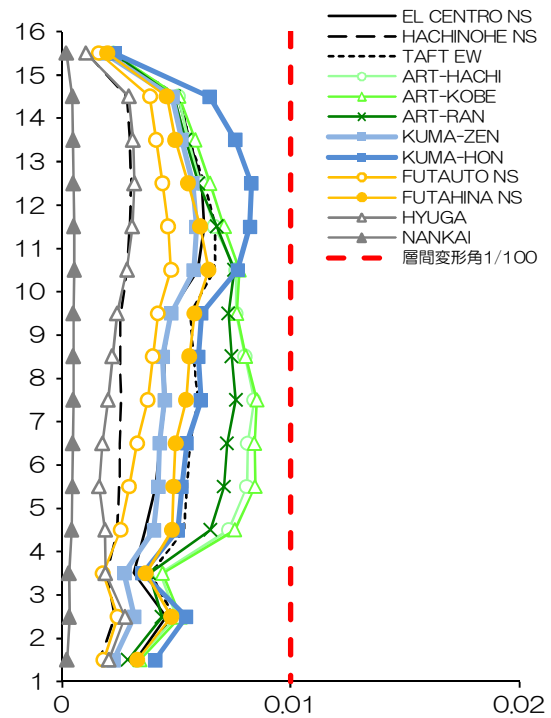 EL CENTRO NS
HACHINOHE NS
TAFT EW
ART-HACHI
ART-KOBE
ART-RAN
KUMA-ZEN
KUMA-HON
FUTAUTO NS
FUTAHINA NS
HYUGA
NANKAI
層間変形角1/100
16
15
14
13
12
11
10
9
8
7
6
5
4
3
2
1
0
0.01
0.02